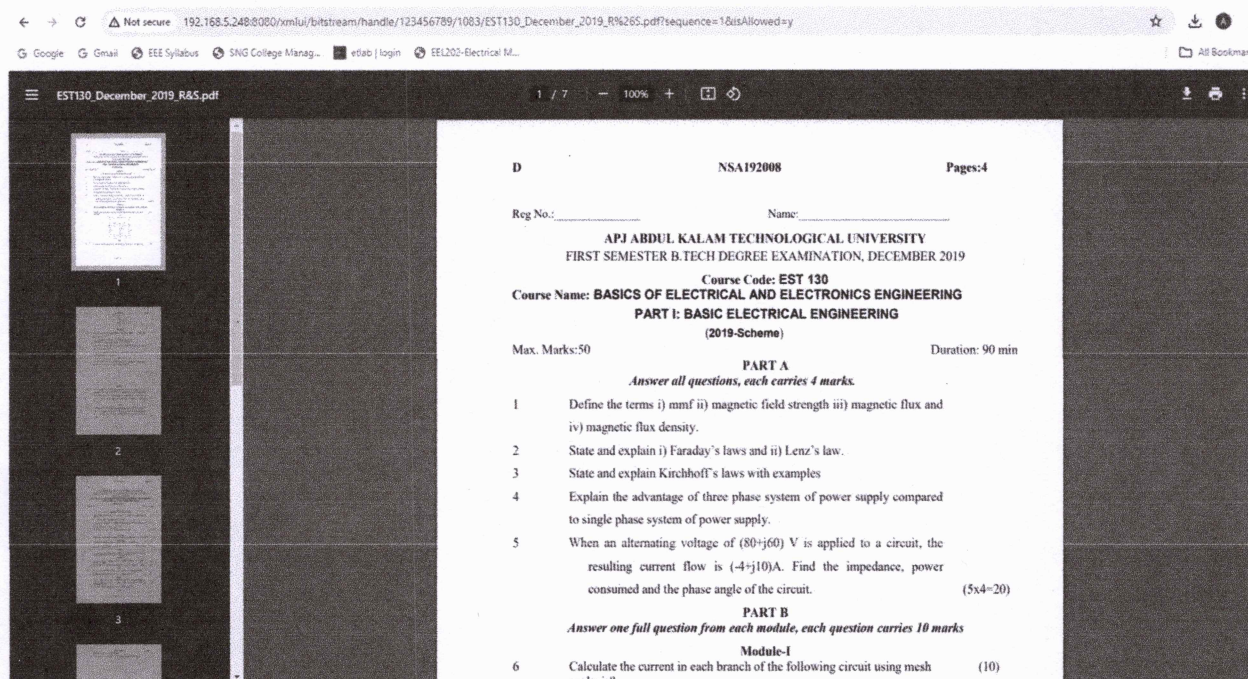 Not secure 192.168.5.248:8080/xmlui/bitstream/handle/123456789/1083/EST130_December_2019_R%26S.pdf?sequence=1&isAllowed=y
Google Gmail EEE Syllabus SNG College Manag... etlab | login EEL202-Electrical M... All Bookmar
EST130_December_2019_R&S.pdf 1 / 7 − 100% +
1
2
3
D NSA192008 Pages:4
Reg No.:____________ Name:____________
APJ ABDUL KALAM TECHNOLOGICAL UNIVERSITY
FIRST SEMESTER B.TECH DEGREE EXAMINATION, DECEMBER 2019
Course Code: EST 130
Course Name: BASICS OF ELECTRICAL AND ELECTRONICS ENGINEERING
PART I: BASIC ELECTRICAL ENGINEERING
(2019-Scheme)
Max. Marks:50 Duration: 90 min
PART A
Answer all questions, each carries 4 marks.
1 Define the terms i) mmf ii) magnetic field strength iii) magnetic flux and
iv) magnetic flux density.
2 State and explain i) Faraday's laws and ii) Lenz's law.
3 State and explain Kirchhoff's laws with examples
4 Explain the advantage of three phase system of power supply compared
to single phase system of power supply.
5 When an alternating voltage of (80+j60) V is applied to a circuit, the
resulting current flow is (-4+j10)A. Find the impedance, power
consumed and the phase angle of the circuit. (5x4=20)
PART B
Answer one full question from each module, each question carries 10 marks
Module-I
6 Calculate the current in each branch of the following circuit using mesh (10)